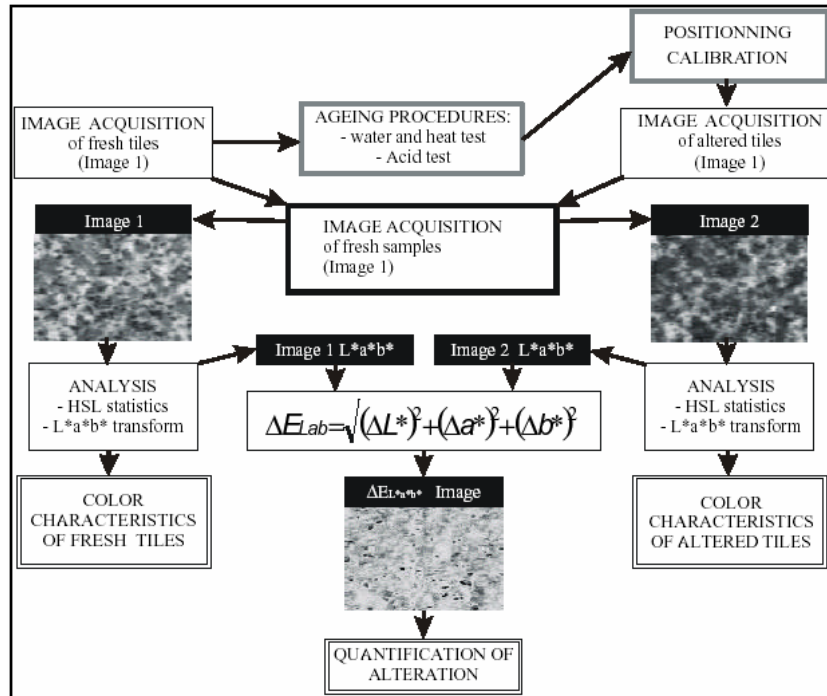 POSITIONNING
CALIBRATION
IMAGE ACQUISITION
of fresh tiles
(Image 1)
AGEING PROCEDURES:
- water and heat test
- Acid test
IMAGE ACQUISITION
of altered tiles
(Image 1)
IMAGE ACQUISITION
of fresh samples
(Image 1)
Image 1
Image 2
Image 1 L*a*b*
Image 2 L*a*b*
ANALYSIS
- HSL statistics
- L*a*b* transform
ΔELab=√(ΔL*)²+(Δa*)²+(Δb*)²
ANALYSIS
- HSL statistics
- L*a*b* transform
COLOR
CHARACTERISTICS
OF FRESH TILES
ΔEL*a*b* Image
COLOR
CHARACTERISTICS
OF ALTERED TILES
QUANTIFICATION OF
ALTERATION